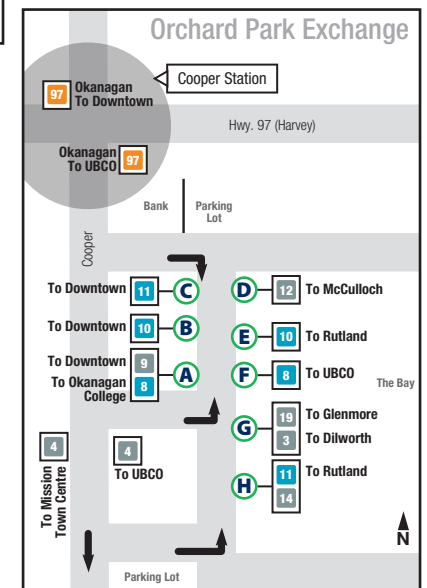 Orchard Park Exchange
Cooper Station
97 Okanagan
To Downtown
Hwy. 97 (Harvey)
Okanagan
To UBCO 97
Bank
Parking
Lot
Cooper
To Downtown 11 C
D 12 To McCulloch
To Downtown 10 B
E 10 To Rutland
To Downtown 9
To Okanagan
College 8
A
F 8 To UBCO
The Bay
G
19 To Glenmore
3 To Dilworth
4
To Mission
Town Centre
4
To UBCO
H
11 To Rutland
14
N
Parking Lot